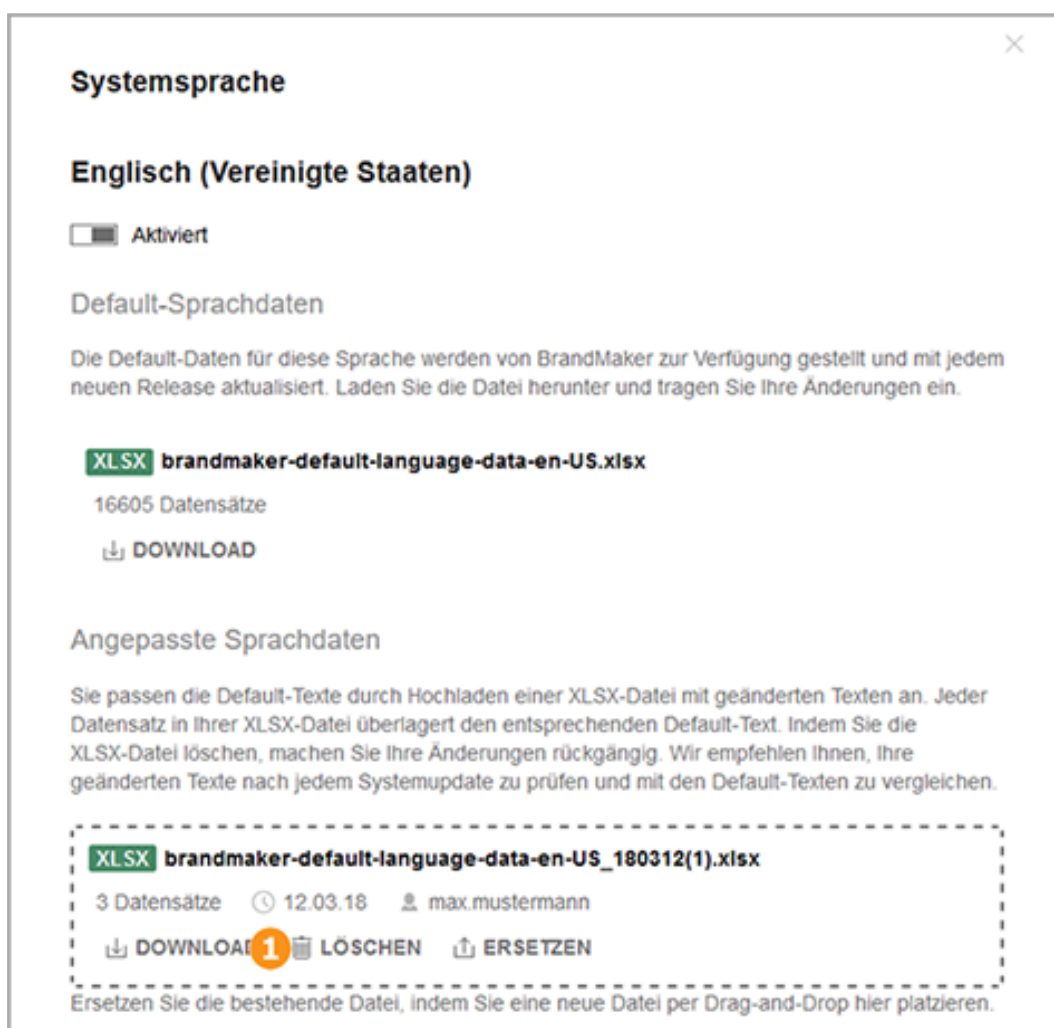 Systemsprache
Englisch (Vereinigte Staaten)
Aktiviert
Default-Sprachdaten
Die Default-Daten für diese Sprache werden von BrandMaker zur Verfügung gestellt und mit jedem
neuen Release aktualisiert. Laden Sie die Datei herunter und tragen Sie Ihre Änderungen ein.
XLSX brandmaker-default-language-data-en-US.xlsx
16605 Datensätze
DOWNLOAD
Angepasste Sprachdaten
Sie passen die Default-Texte durch Hochladen einer XLSX-Datei mit geänderten Texten an. Jeder
Datensatz in Ihrer XLSX-Datei überlagert den entsprechenden Default-Text. Indem Sie die
XLSX-Datei löschen, machen Sie Ihre Änderungen rückgängig. Wir empfehlen Ihnen, Ihre
geänderten Texte nach jedem Systemupdate zu prüfen und mit den Default-Texten zu vergleichen.
XLSX brandmaker-default-language-data-en-US_180312(1).xlsx
3 Datensätze 12.03.18 max.mustermann
DOWNLOAD 1 LÖSCHEN ERSETZEN
Ersetzen Sie die bestehende Datei, indem Sie eine neue Datei per Drag-and-Drop hier platzieren.